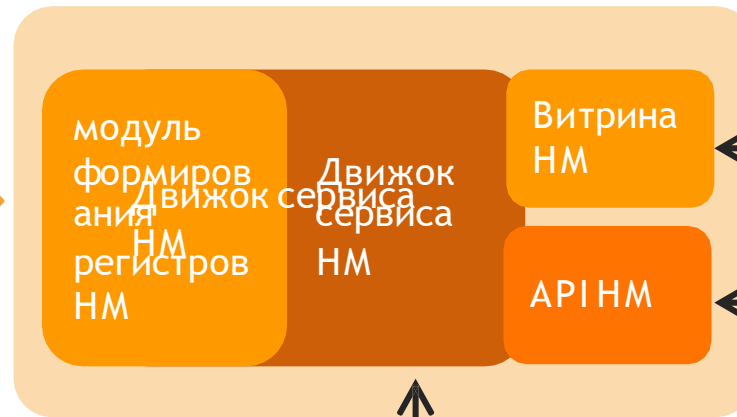 модуль
формиров
ания
регистров
НМ
Движок сервиса
НМ
Движок
сервиса
НМ
Витрина
НМ
API НМ